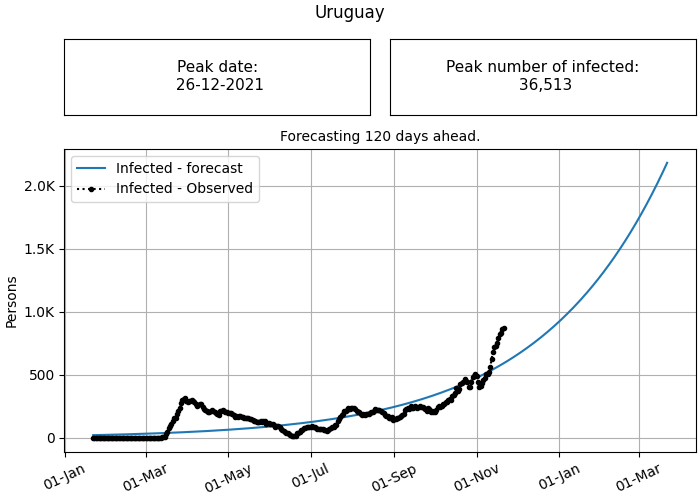 Uruguay
Peak date:
26-12-2021
Peak number of infected:
36,513
Forecasting 120 days ahead.
Infected - forecast
Infected - Observed
2.0K
1.5K
1.0K
500
0
Persons
01-Jan
01-Mar
01-May
01-Jul
01-Sep
01-Nov
01-Jan
01-Mar